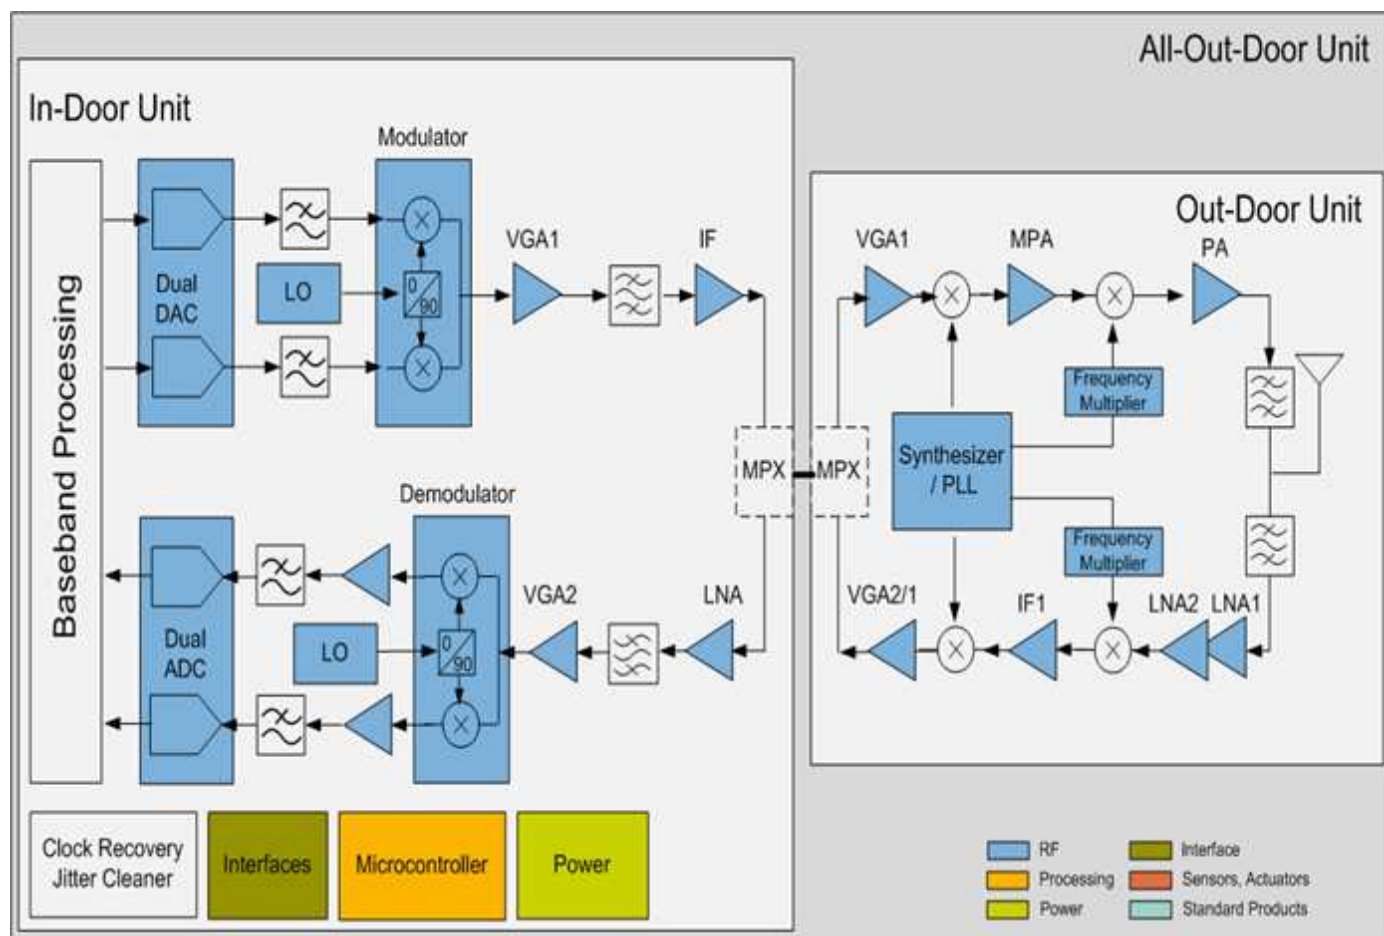 All-Out-Door Unit
In-Door Unit
Modulator
Out-Door Unit
VGA1
IF
VGA1
MPA
PA
Dual
DAC
LO
0
90
Frequency
Multiplier
Baseband Processing
MPX
MPX
Synthesizer
/ PLL
Demodulator
Frequency
Multiplier
VGA2
LNA
VGA2/1
IF1
LNA2
LNA1
Dual
ADC
LO
0
90
Clock Recovery
Jitter Cleaner
Interfaces
Microcontroller
Power
RF
Interface
Processing
Sensors, Actuators
Power
Standard Products